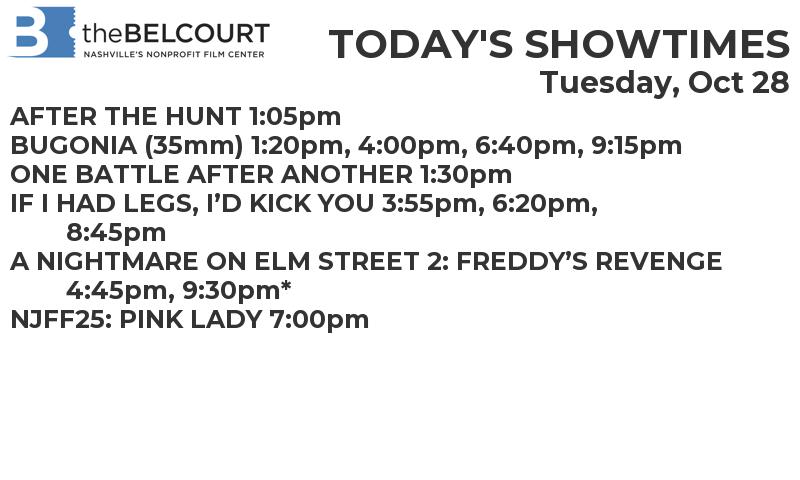 theBELCOURT
NASHVILLE'S NONPROFIT FILM CENTER
TODAY'S SHOWTIMES
Tuesday, Oct 28
AFTER THE HUNT 1:05pm
BUGONIA (35mm) 1:20pm, 4:00pm, 6:40pm, 9:15pm
ONE BATTLE AFTER ANOTHER 1:30pm
IF I HAD LEGS, I’D KICK YOU 3:55pm, 6:20pm,
8:45pm
A NIGHTMARE ON ELM STREET 2: FREDDY’S REVENGE
4:45pm, 9:30pm*
NJFF25: PINK LADY 7:00pm